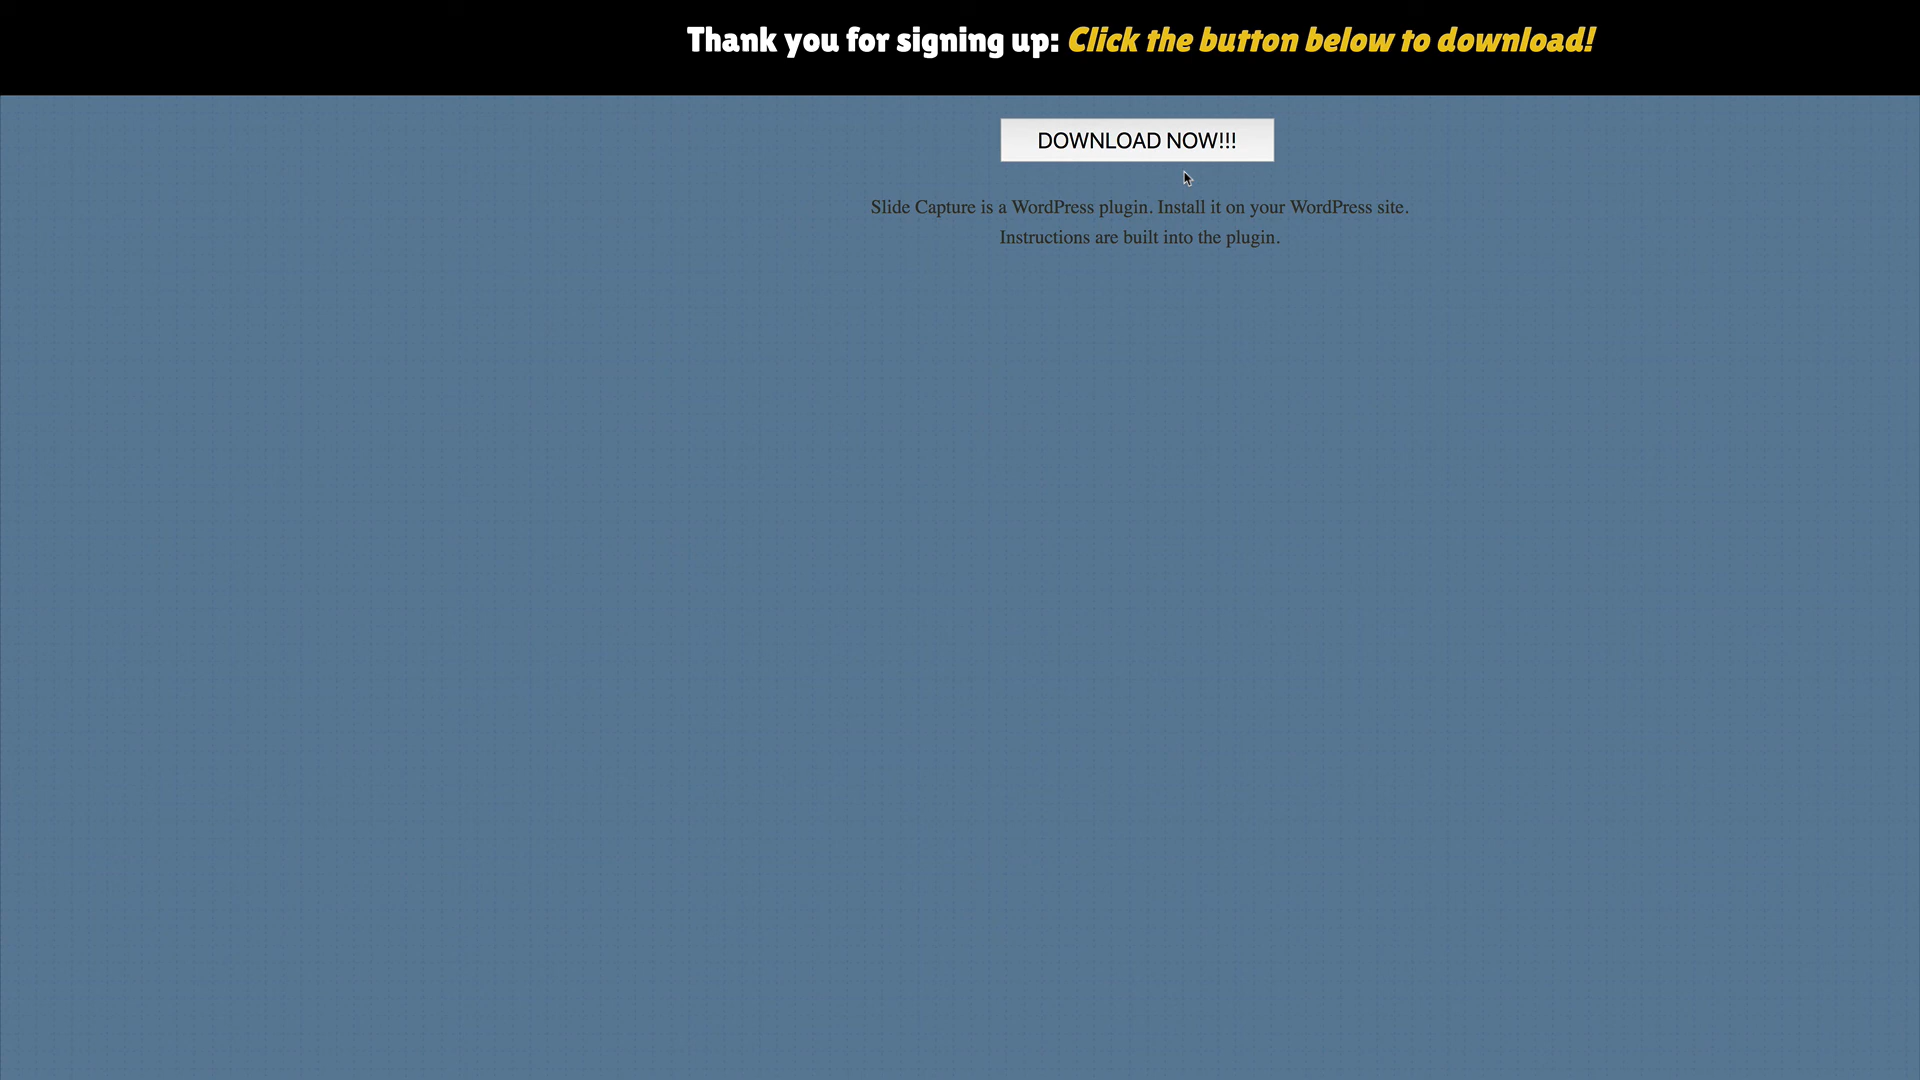 Thank you for signing up: Click the button below to download!
DOWNLOAD NOW!!!
Slide Capture is a WordPress plugin. Install it on your WordPress site.
Instructions are built into the plugin.